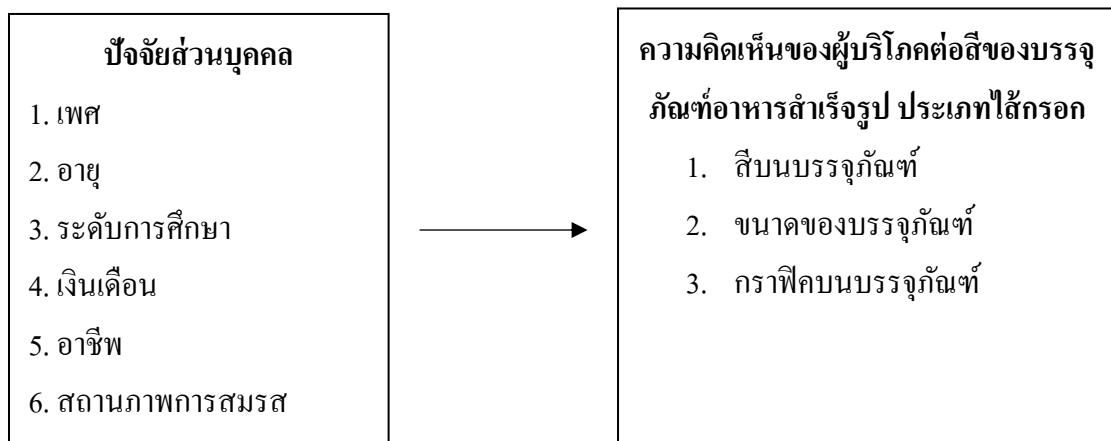 ปัจจัยส่วนบุคคล
1. เพศ
2. อายุ
3. ระดับการศึกษา
4. เงินเดือน
5. อาชีพ
6. สถานภาพการสมรส
ความคิดเห็นของผู้บริโภคต่อสีของบรรจุ
ภัณฑ์อาหารสำเร็จรูป ประเภทไส้กรอก
1. สีบนบรรจุภัณฑ์
2. ขนาดของบรรจุภัณฑ์
3. กราฟิคบนบรรจุภัณฑ์